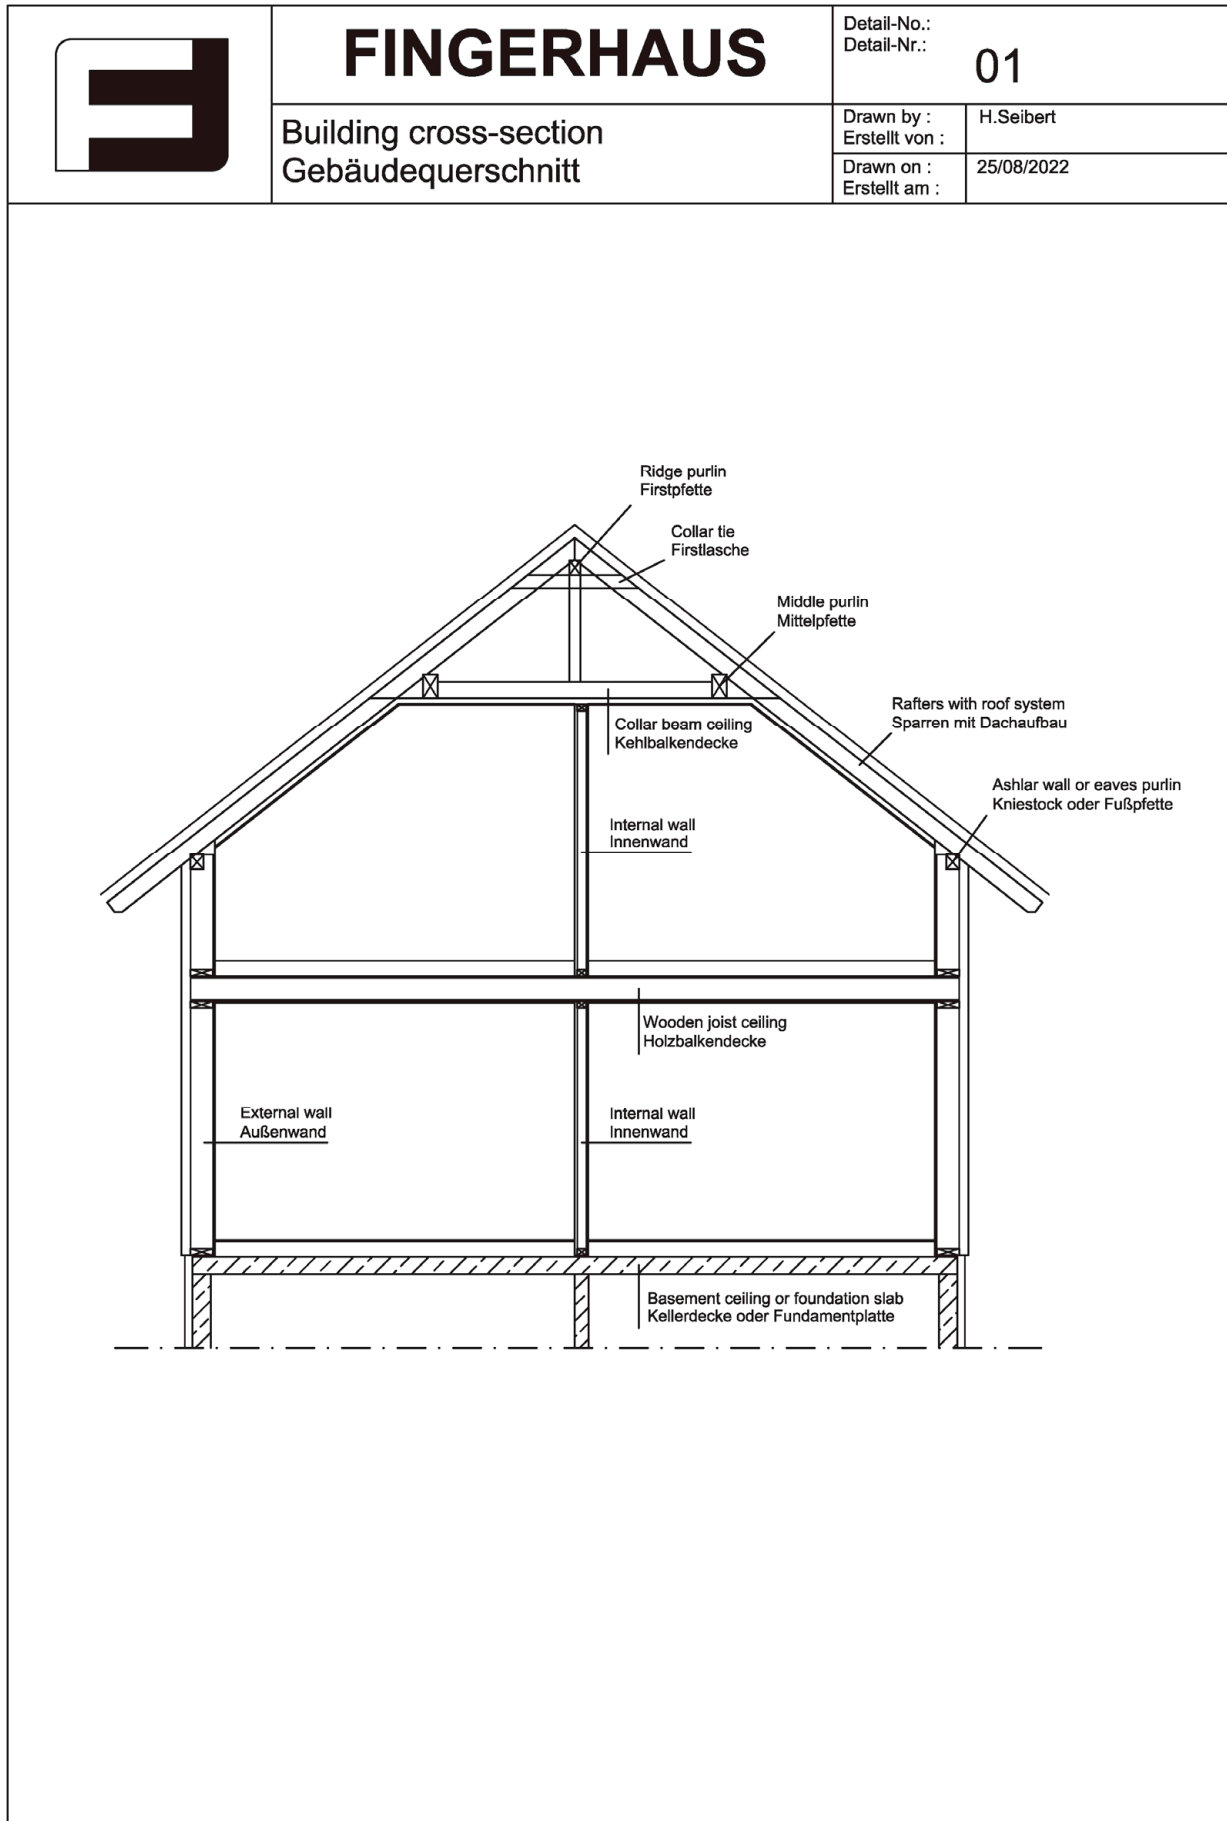 FINGERHAUS
Building cross-section
Gebäudequerschnitt
Detail-No.:
Detail-Nr.:
01
Drawn by :
Erstellt von :
H.Seibert
Drawn on :
Erstellt am :
25/08/2022
Ridge purlin
Firstpfette
Collar tie
Firstlasche
Middle purlin
Mittelpfette
Rafters with roof system
Sparren mit Dachaufbau
Collar beam ceiling
Kehlbalkendecke
Ashlar wall or eaves purlin
Kniestock oder Fußpfette
Internal wall
Innenwand
Wooden joist ceiling
Holzbalkendecke
External wall
Außenwand
Internal wall
Innenwand
Basement ceiling or foundation slab
Kellerdecke oder Fundamentplatte